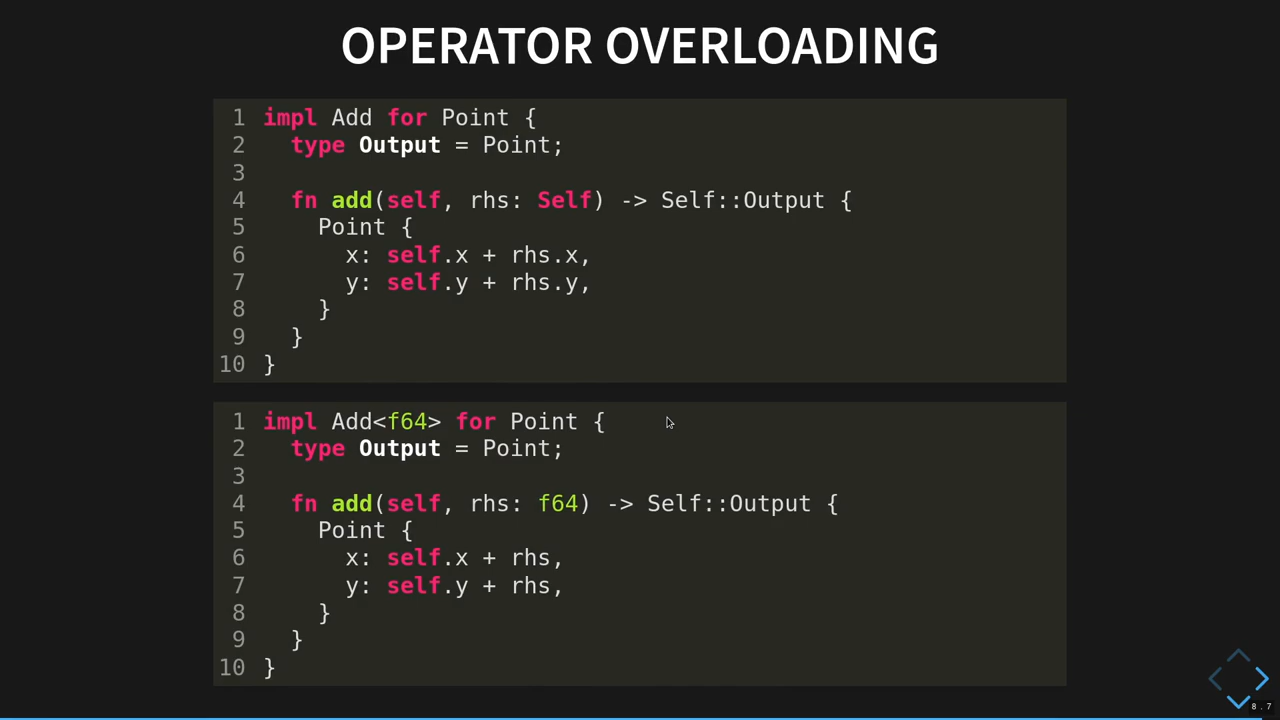 OPERATOR OVERLOADING
1 impl Add for Point {
2   type Output = Point;
3
4   fn add(self, rhs: Self) -> Self::Output {
5     Point {
6       x: self.x + rhs.x,
7       y: self.y + rhs.y,
8     }
9   }
10 }
1 impl Add<f64> for Point {
2   type Output = Point;
3
4   fn add(self, rhs: f64) -> Self::Output {
5     Point {
6       x: self.x + rhs,
7       y: self.y + rhs,
8     }
9   }
10 }
8.7